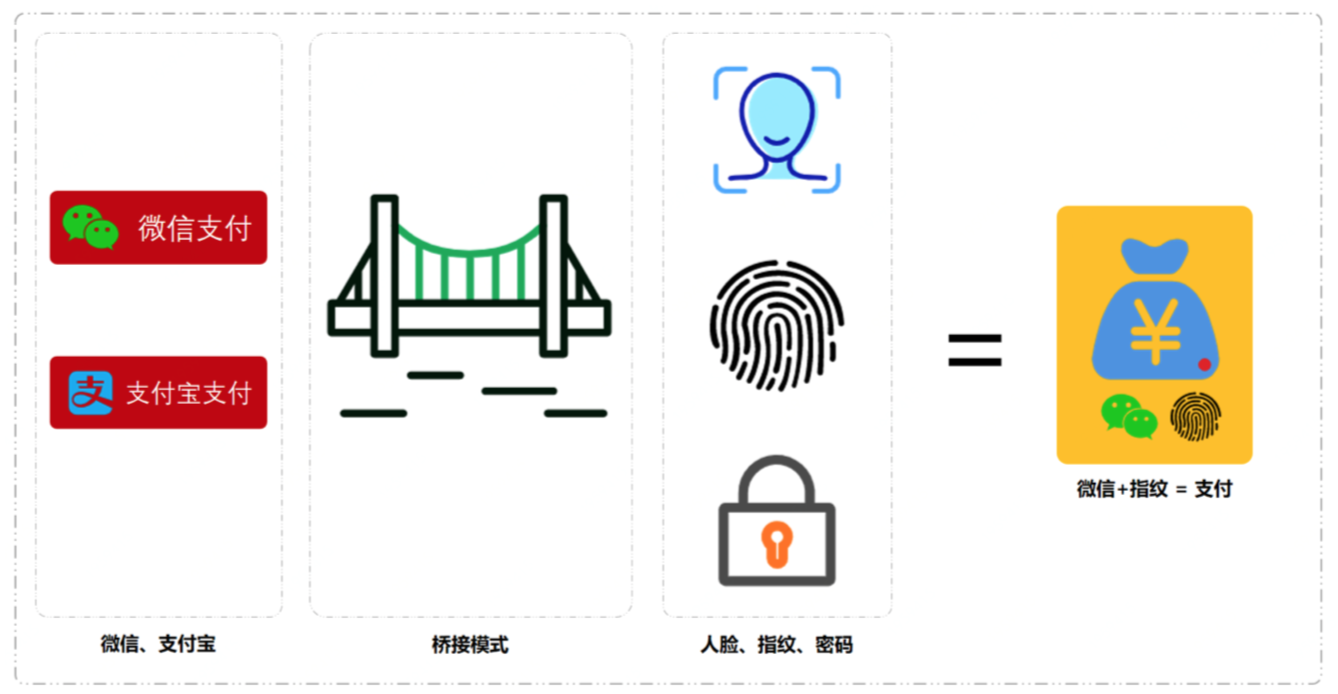 微信支付
支付宝支付
微信、支付宝
桥接模式
人脸、指纹、密码
=
¥
微信+指纹 = 支付
支